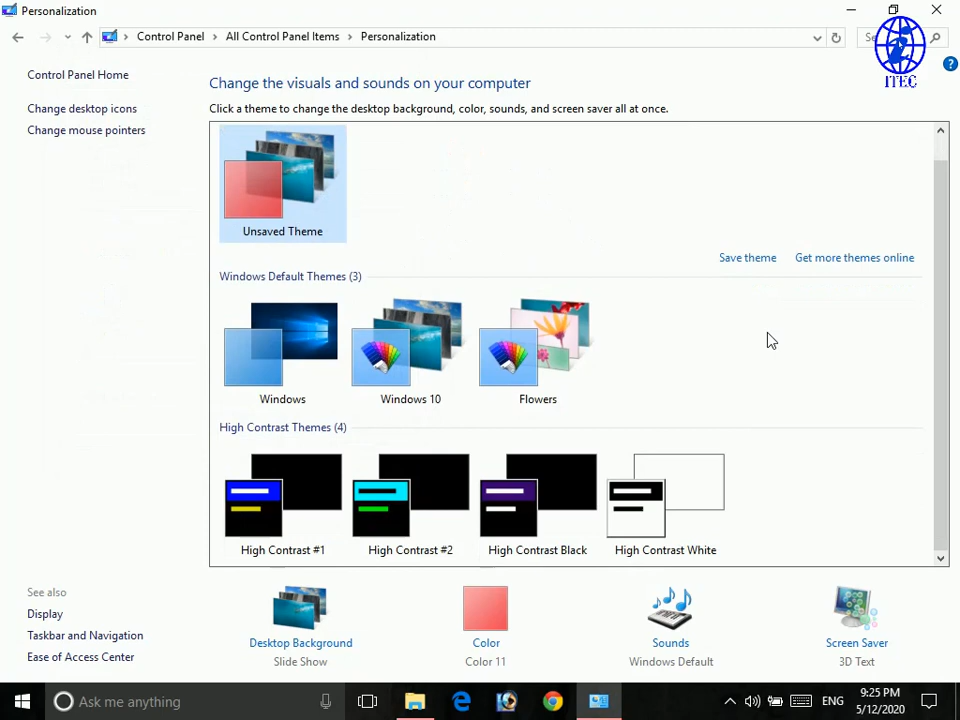 Personalization
Control Panel > All Control Panel Items > Personalization
ITEC
Control Panel Home
Change desktop icons
Change mouse pointers
Change the visuals and sounds on your computer
Click a theme to change the desktop background, color, sounds, and screen saver all at once.
Unsaved Theme
Save theme
Get more themes online
Windows Default Themes (3)
Windows
Windows 10
Flowers
High Contrast Themes (4)
High Contrast #1
High Contrast #2
High Contrast Black
High Contrast White
See also
Display
Taskbar and Navigation
Ease of Access Center
Desktop Background
Slide Show
Color
Color 11
Sounds
Windows Default
Screen Saver
3D Text
Ask me anything
ENG
9:25 PM
5/12/2020